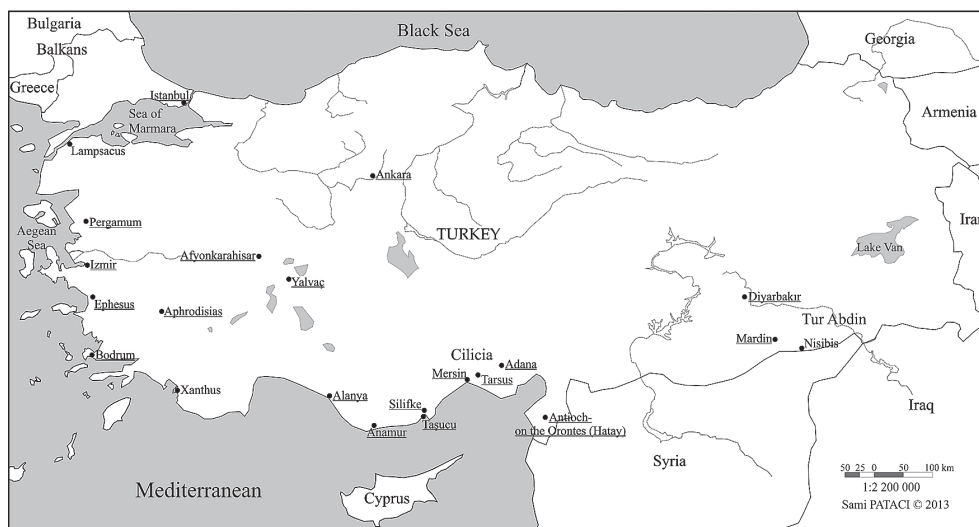 Bulgaria
Balkans
Greece
Black Sea
Georgia
Armenia
Iran
Istanbul
Sea of
Marmara
Lampsacus
Ankara
Pergamum
Aegean
Sea
TURKEY
Lake Van
Afyonkarahisar
Izmir
Yalvaç
Ephesus
Aphrodisias
Diyarbakır
Tur Abdin
Mardin
Nisibis
Bodrum
Cilicia
Adana
Mersin
Tarsus
Xanthus
Alanya
Silifke
Taşucu
Anamur
Antioch-
on the Orontes (Hatay)
Iraq
Syria
Mediterranean
Cyprus
50 25 0 50 100 km
1:2 200 000
Sami PATACI © 2013